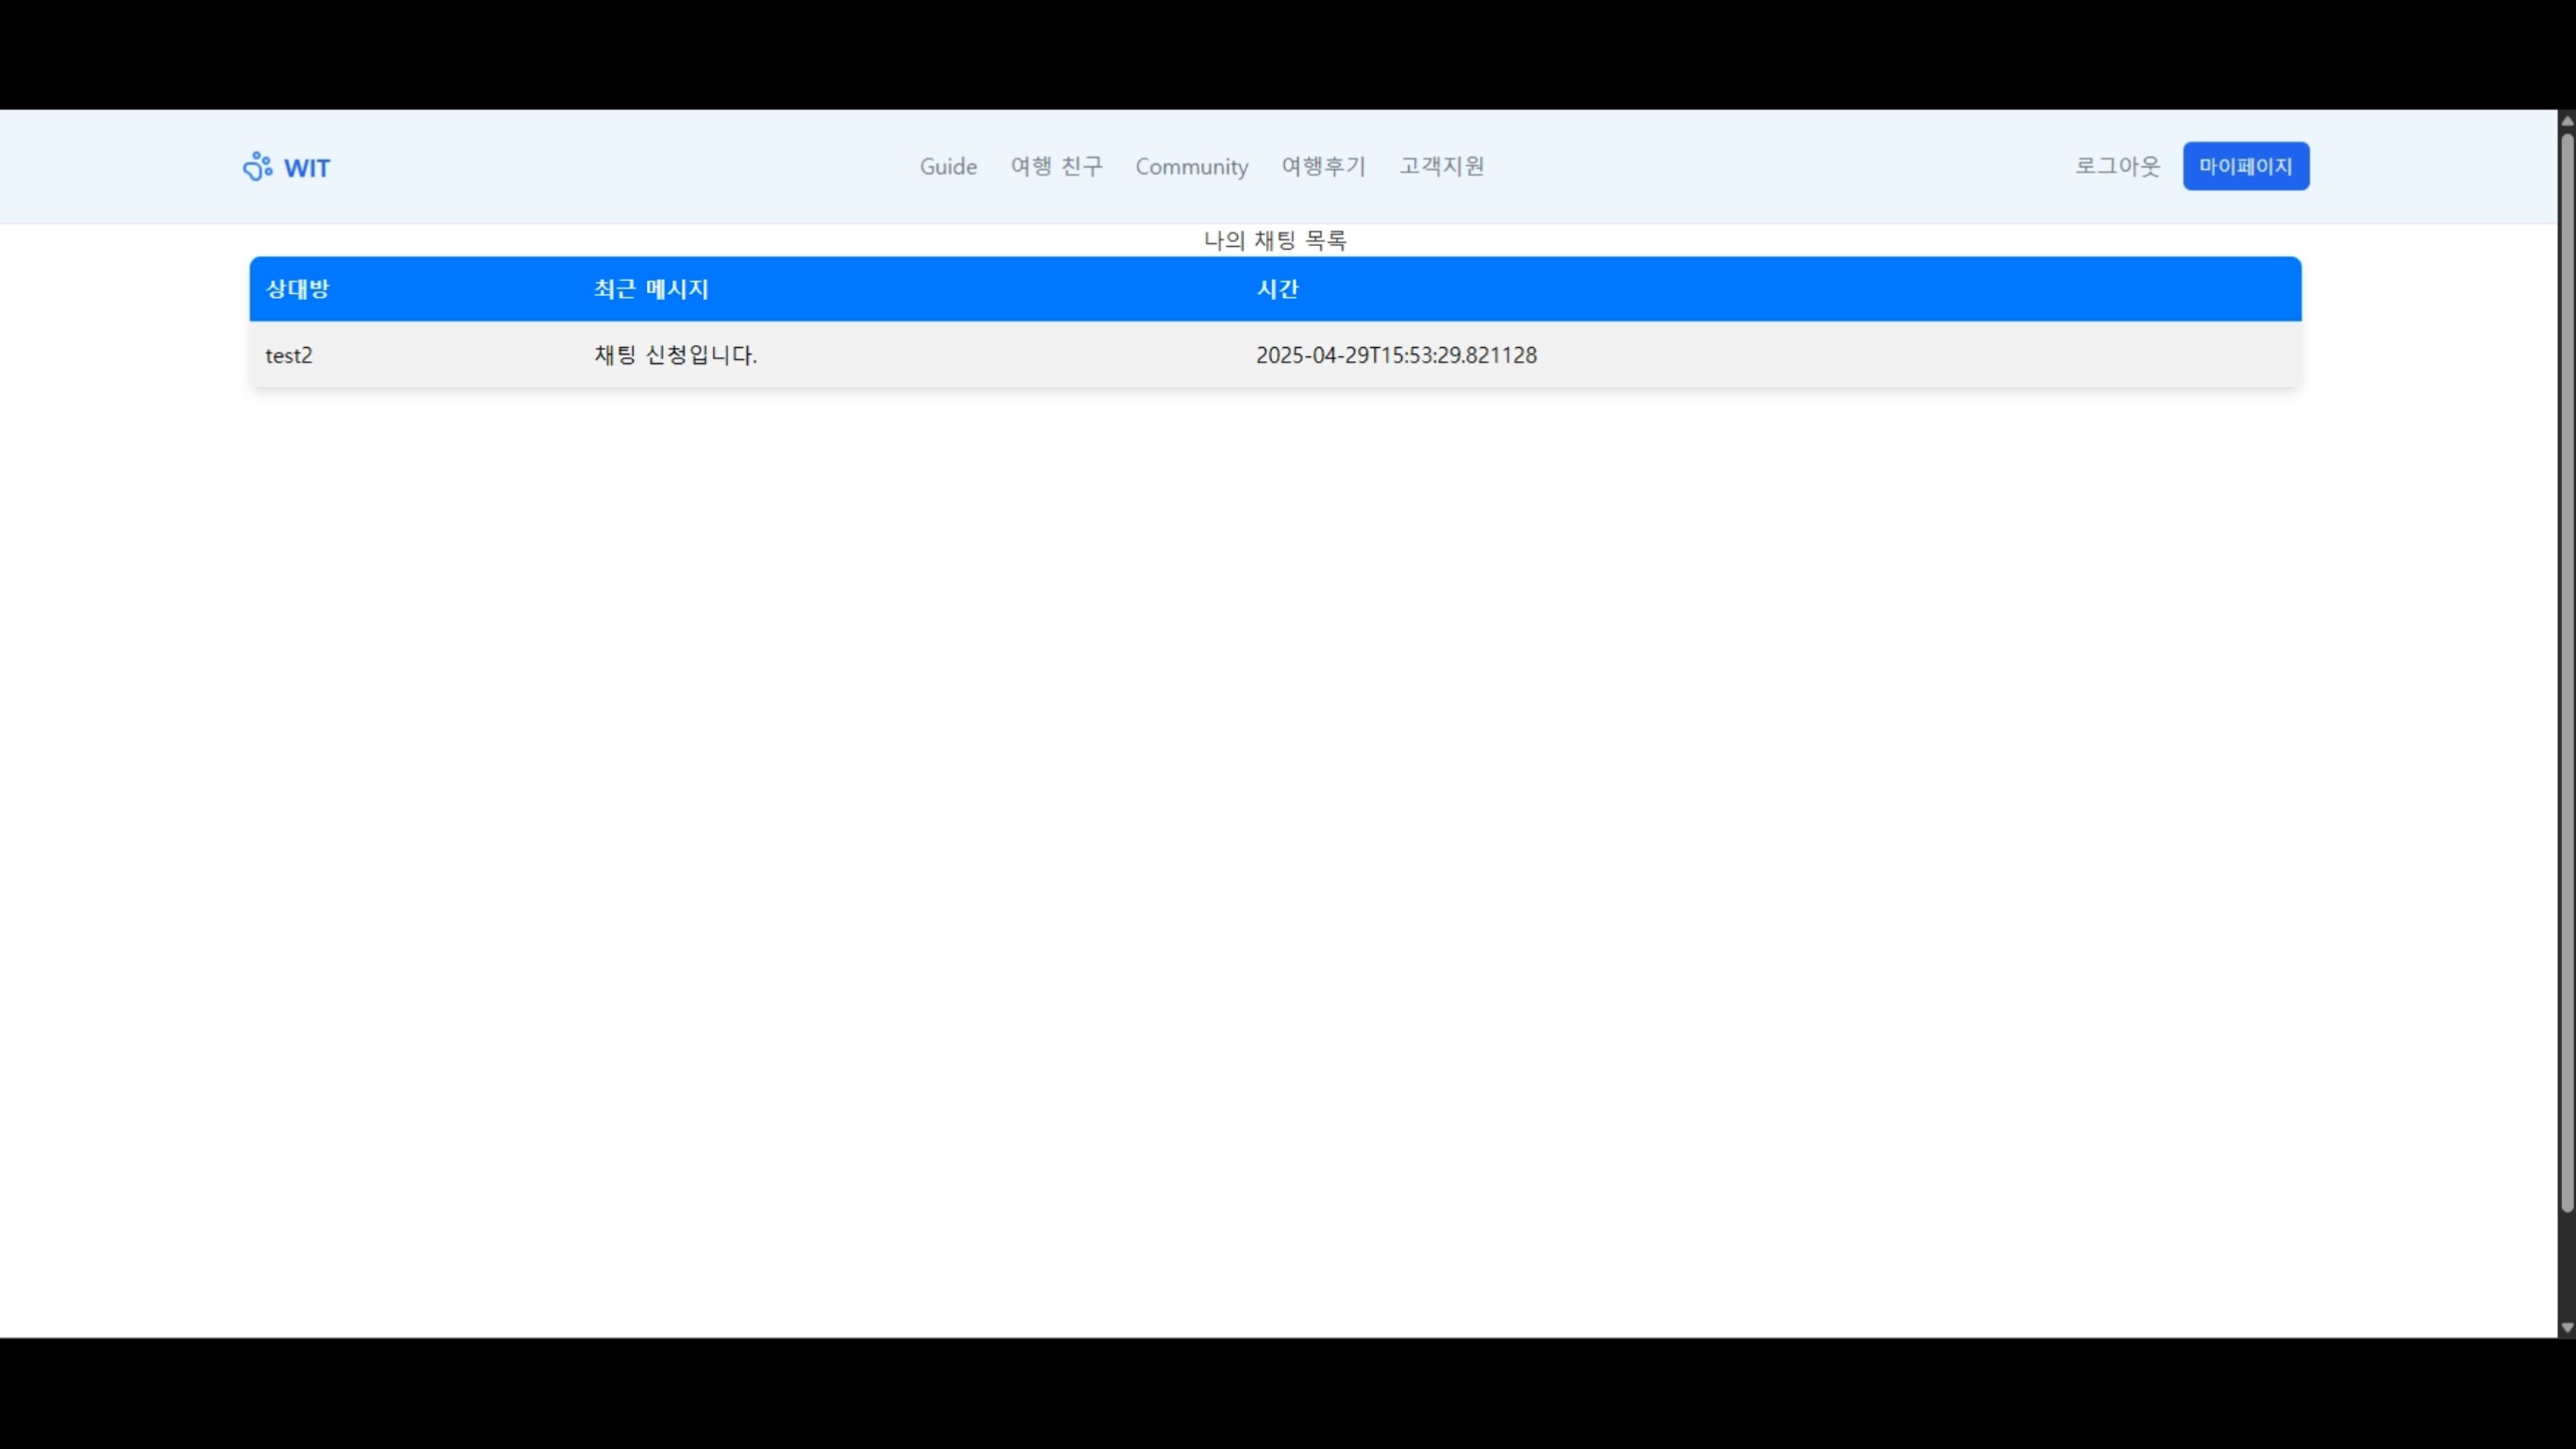 WIT Guide 여행 친구 Community 여행후기 고객지원 로그아웃 마이페이지
나의 채팅 목록
상대방 최근 메시지 시간
test2 채팅 신청입니다. 2025-04-29T15:53:29.821128